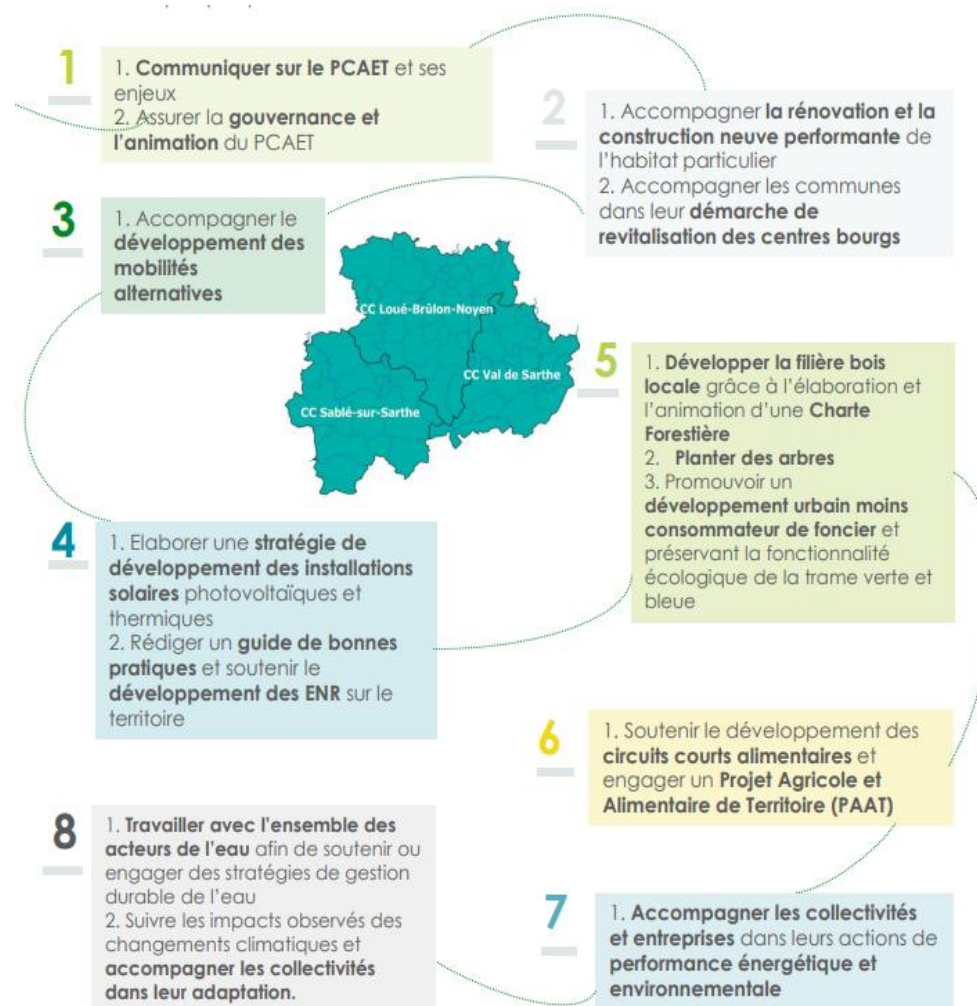 1
1. Communiquer sur le PCAET et ses
enjeux
2. Assurer la gouvernance et
l'animation du PCAET
2
1. Accompagner la rénovation et la
construction neuve performante de
l'habitat particulier
2. Accompagner les communes
dans leur démarche de
revitalisation des centres bourgs
3
1. Accompagner le
développement des
mobilités
alternatives
CC Loué-Brûlon-Noyen
CC Val de Sarthe
CC Sablé-sur-Sarthe
4
1. Elaborer une stratégie de
développement des installations
solaires photovoltaïques et
thermiques
2. Rédiger un guide de bonnes
pratiques et soutenir le
développement des ENR sur le
territoire
5
1. Développer la filière bois
locale grâce à l'élaboration et
l'animation d'une Charte
Forestière
2. Planter des arbres
3. Promouvoir un
développement urbain moins
consommateur de foncier et
préservant la fonctionnalité
écologique de la trame verte et
bleue
6
1. Soutenir le développement des
circuits courts alimentaires et
engager un Projet Agricole et
Alimentaire de Territoire (PAAT)
7
1. Accompagner les collectivités
et entreprises dans leurs actions de
performance énergétique et
environnementale
8
1. Travailler avec l'ensemble des
acteurs de l'eau afin de soutenir ou
engager des stratégies de gestion
durable de l'eau
2. Suivre les impacts observés des
changements climatiques et
accompagner les collectivités
dans leur adaptation.